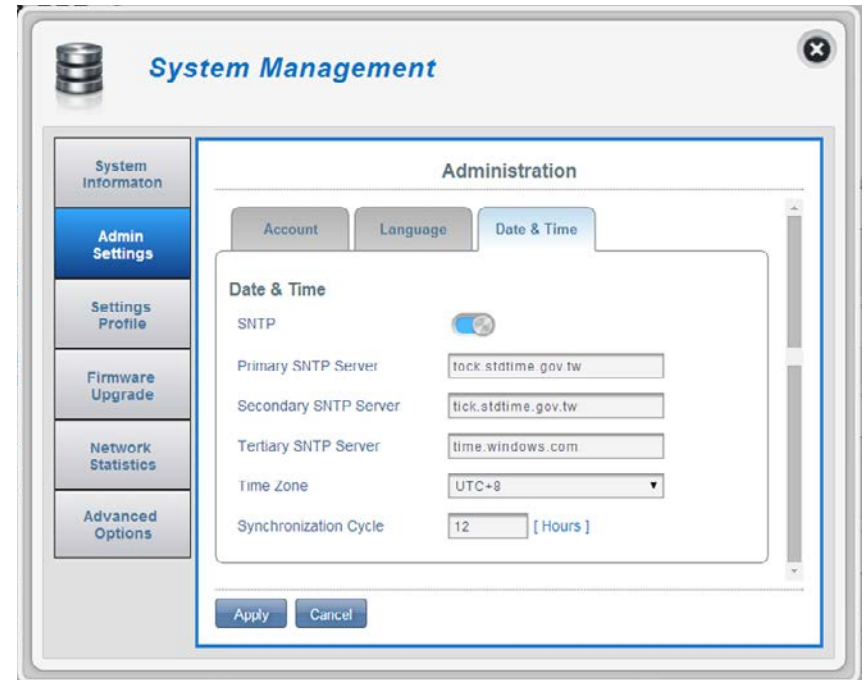 System Management
System
Informaton
Admin
Settings
Settings
Profile
Firmware
Upgrade
Network
Statistics
Advanced
Options
Administration
Account
Language
Date & Time
Date & Time
SNTP
Primary SNTP Server
tock.stdtime.gov.tw
Secondary SNTP Server
tick.stdtime.gov.tw
Tertiary SNTP Server
time.windows.com
Time Zone
UTC+8
Synchronization Cycle
12
[ Hours ]
Apply
Cancel